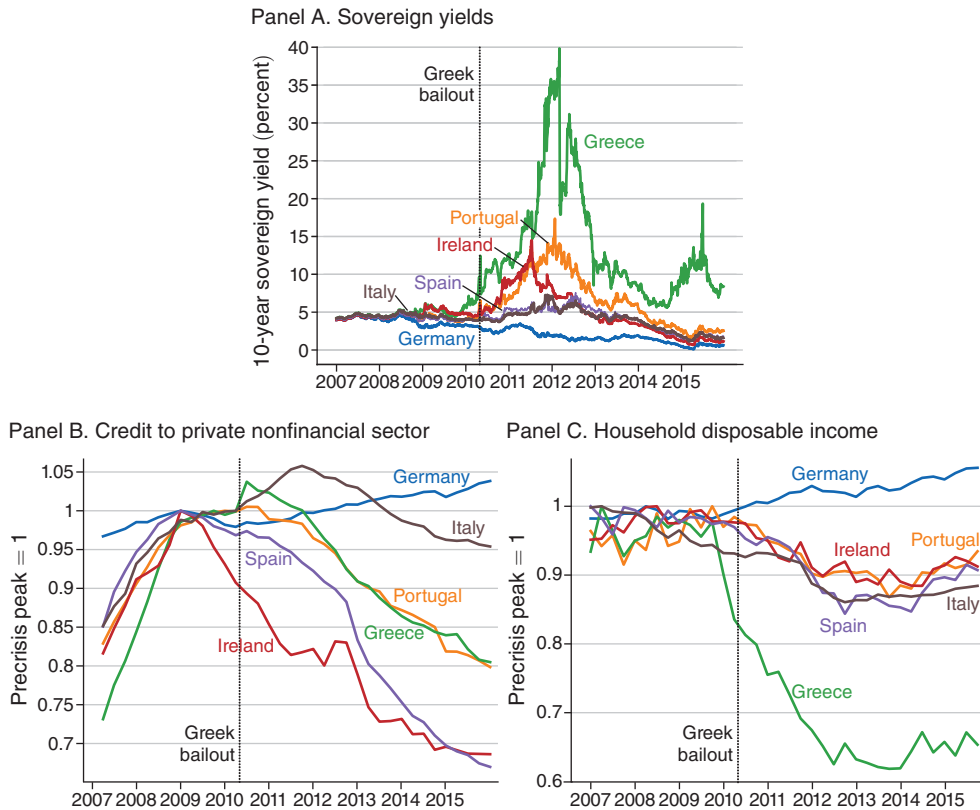 Panel A. Sovereign yields
10-year sovereign yield (percent)
40
35
30
25
20
15
10
5
0
Greek
bailout
Greece
Portugal
Ireland
Spain
Italy
Germany
2007 2008 2009 2010 2011 2012 2013 2014 2015
Panel B. Credit to private nonfinancial sector
Precrisis peak = 1
1.05
1
0.95
0.9
0.85
0.8
0.75
0.7
Germany
Italy
Spain
Portugal
Greece
Ireland
Greek
bailout
2007 2008 2009 2010 2011 2012 2013 2014 2015
Panel C. Household disposable income
Precrisis peak = 1
1
0.9
0.8
0.7
0.6
Germany
Ireland
Portugal
Italy
Spain
Greece
Greek
bailout
2007 2008 2009 2010 2011 2012 2013 2014 2015